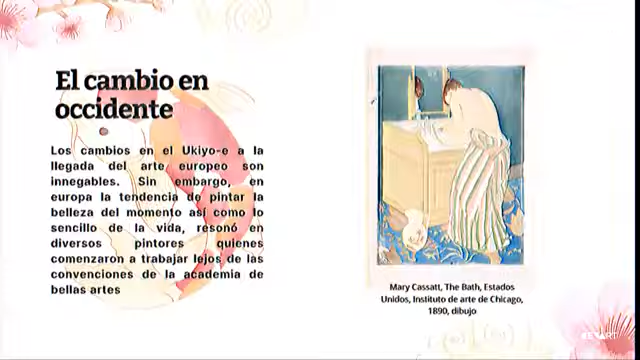 El cambio en
occidente
Los cambios en el Ukiyo-e a la
llegada del arte europeo son
innegables. Sin embargo, en
europa la tendencia de pintar la
belleza del momento así como lo
sencillo de la vida, resonó en
diversos pintores quienes
comenzaron a trabajar lejos de las
convenciones de la academia de
bellas artes
Mary Cassatt, The Bath, Estados
Unidos, Instituto de arte de Chicago,
1890, dibujo